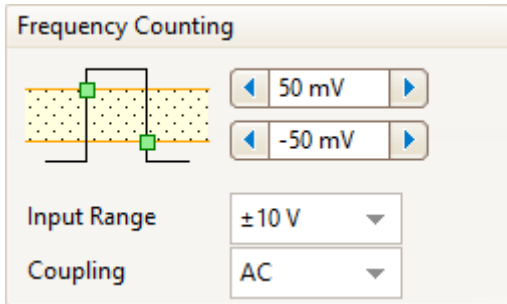 Frequency Counting
50 mV
-50 mV
Input Range ±10 V
Coupling AC